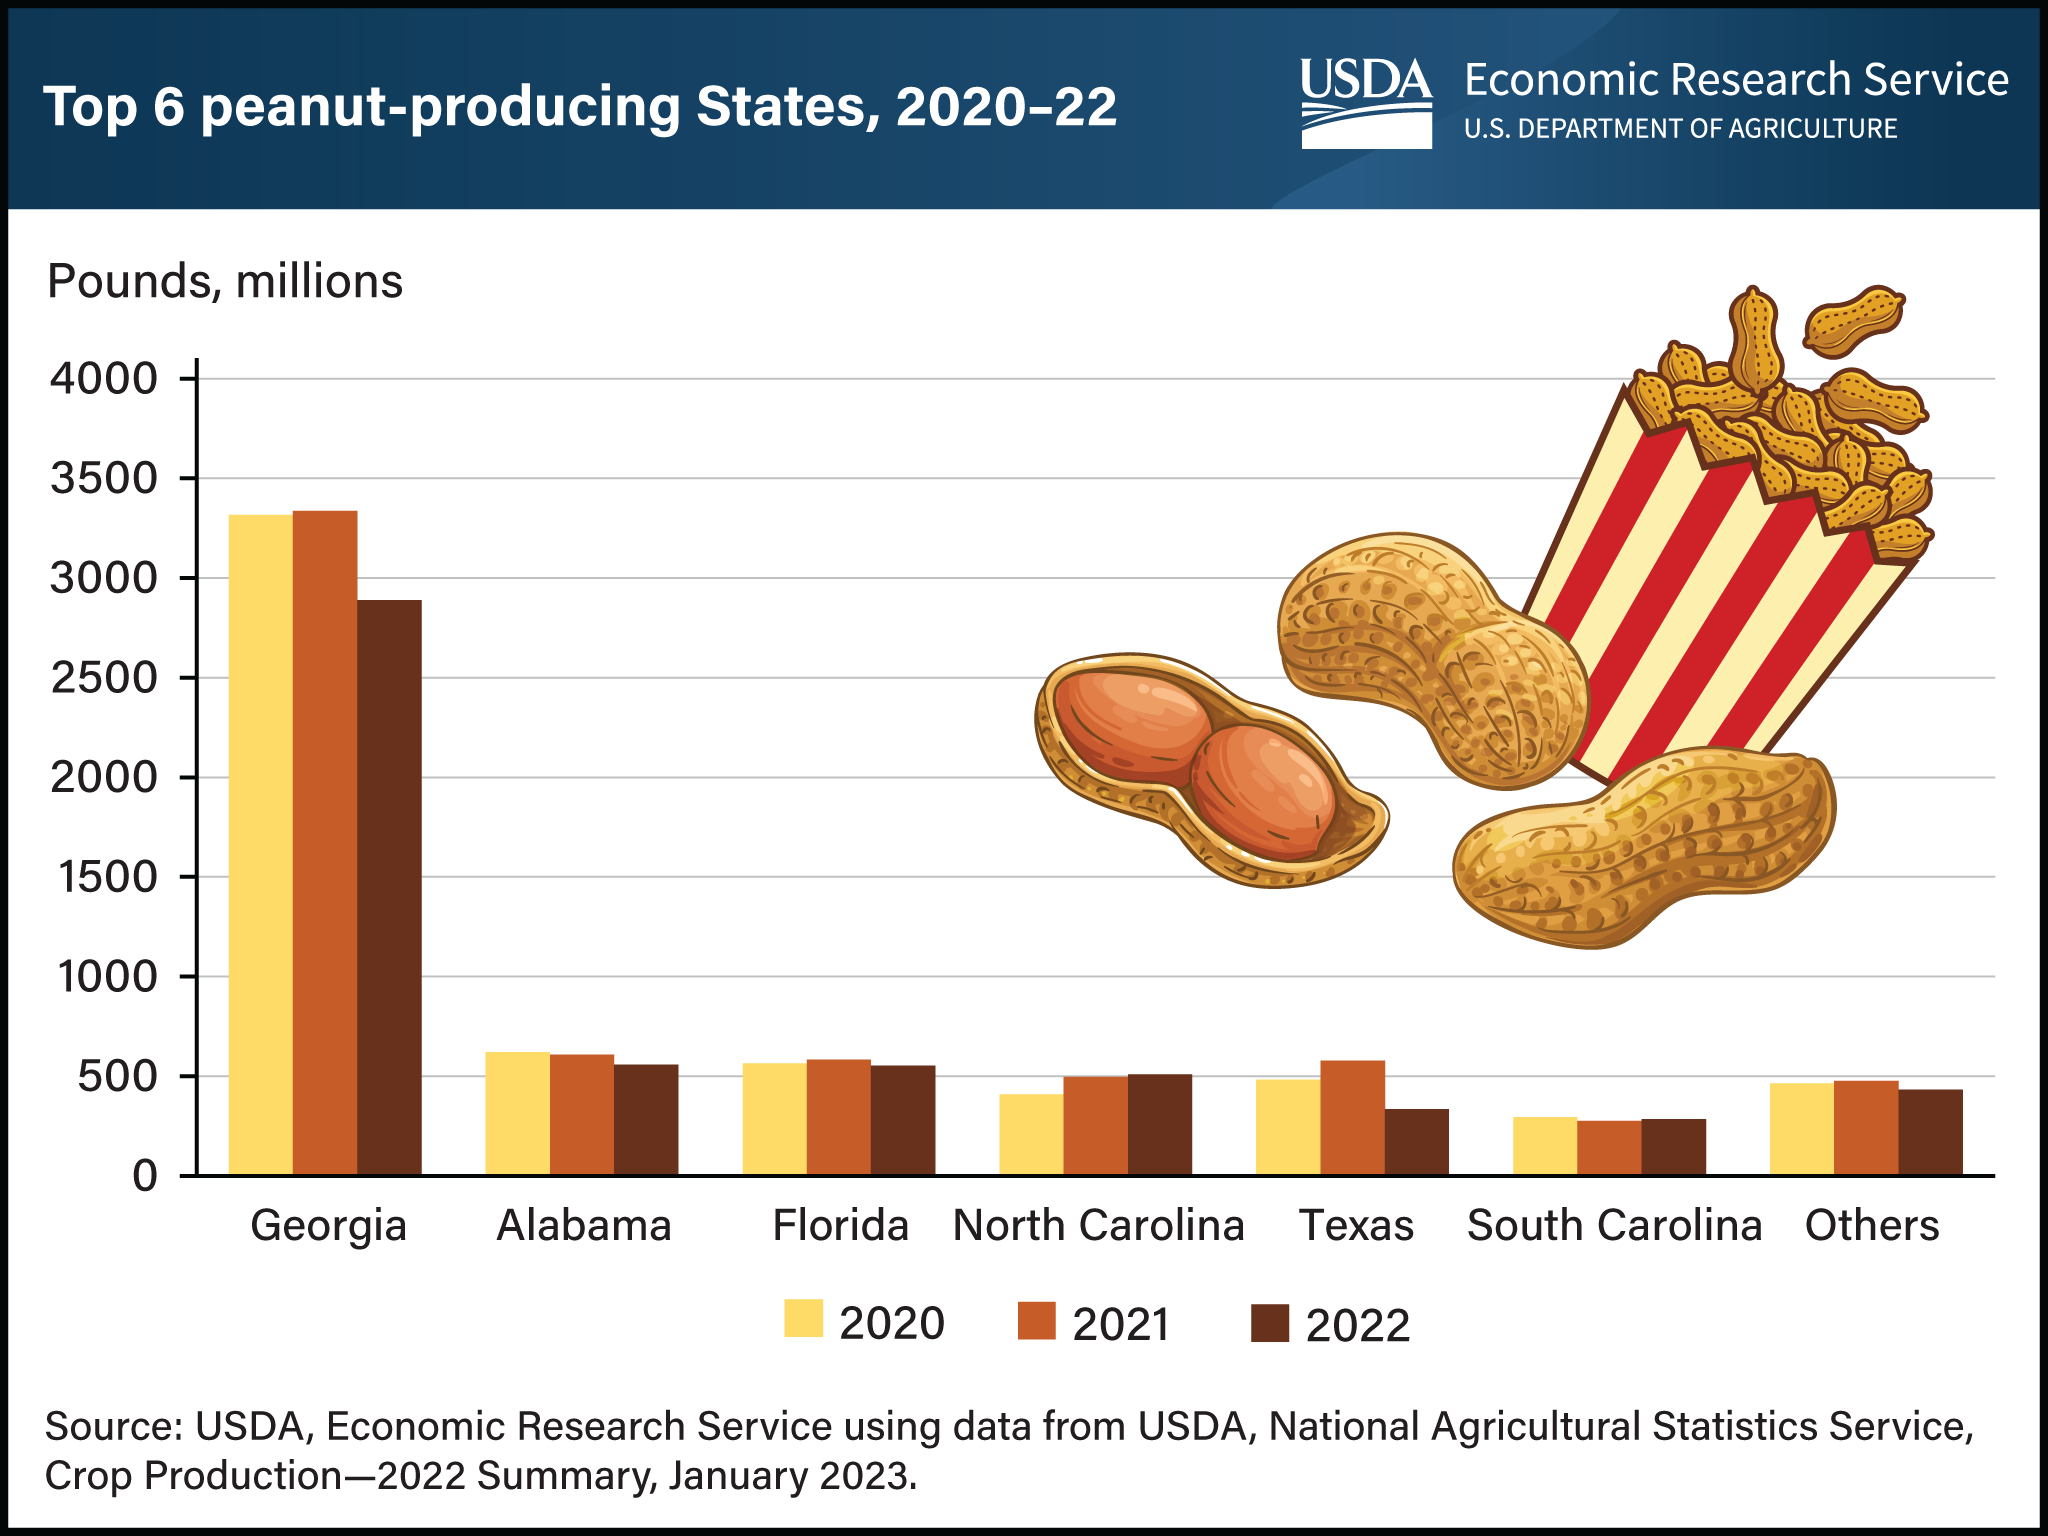 Top 6 peanut-producing States, 2020–22
USDA
Economic Research Service
U.S. DEPARTMENT OF AGRICULTURE
Pounds, millions
4000
3500
3000
2500
2000
1500
1000
500
0
Georgia
Alabama
Florida
North Carolina
Texas
South Carolina
Others
2020
2021
2022
Source: USDA, Economic Research Service using data from USDA, National Agricultural Statistics Service,
Crop Production—2022 Summary, January 2023.